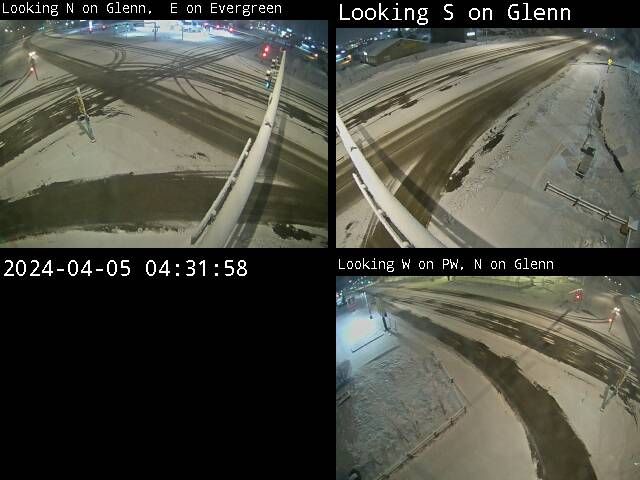 Looking N on Glenn,  E on Evergreen
Looking S on Glenn
2024-04-05 04:31:58
Looking W on PW, N on Glenn